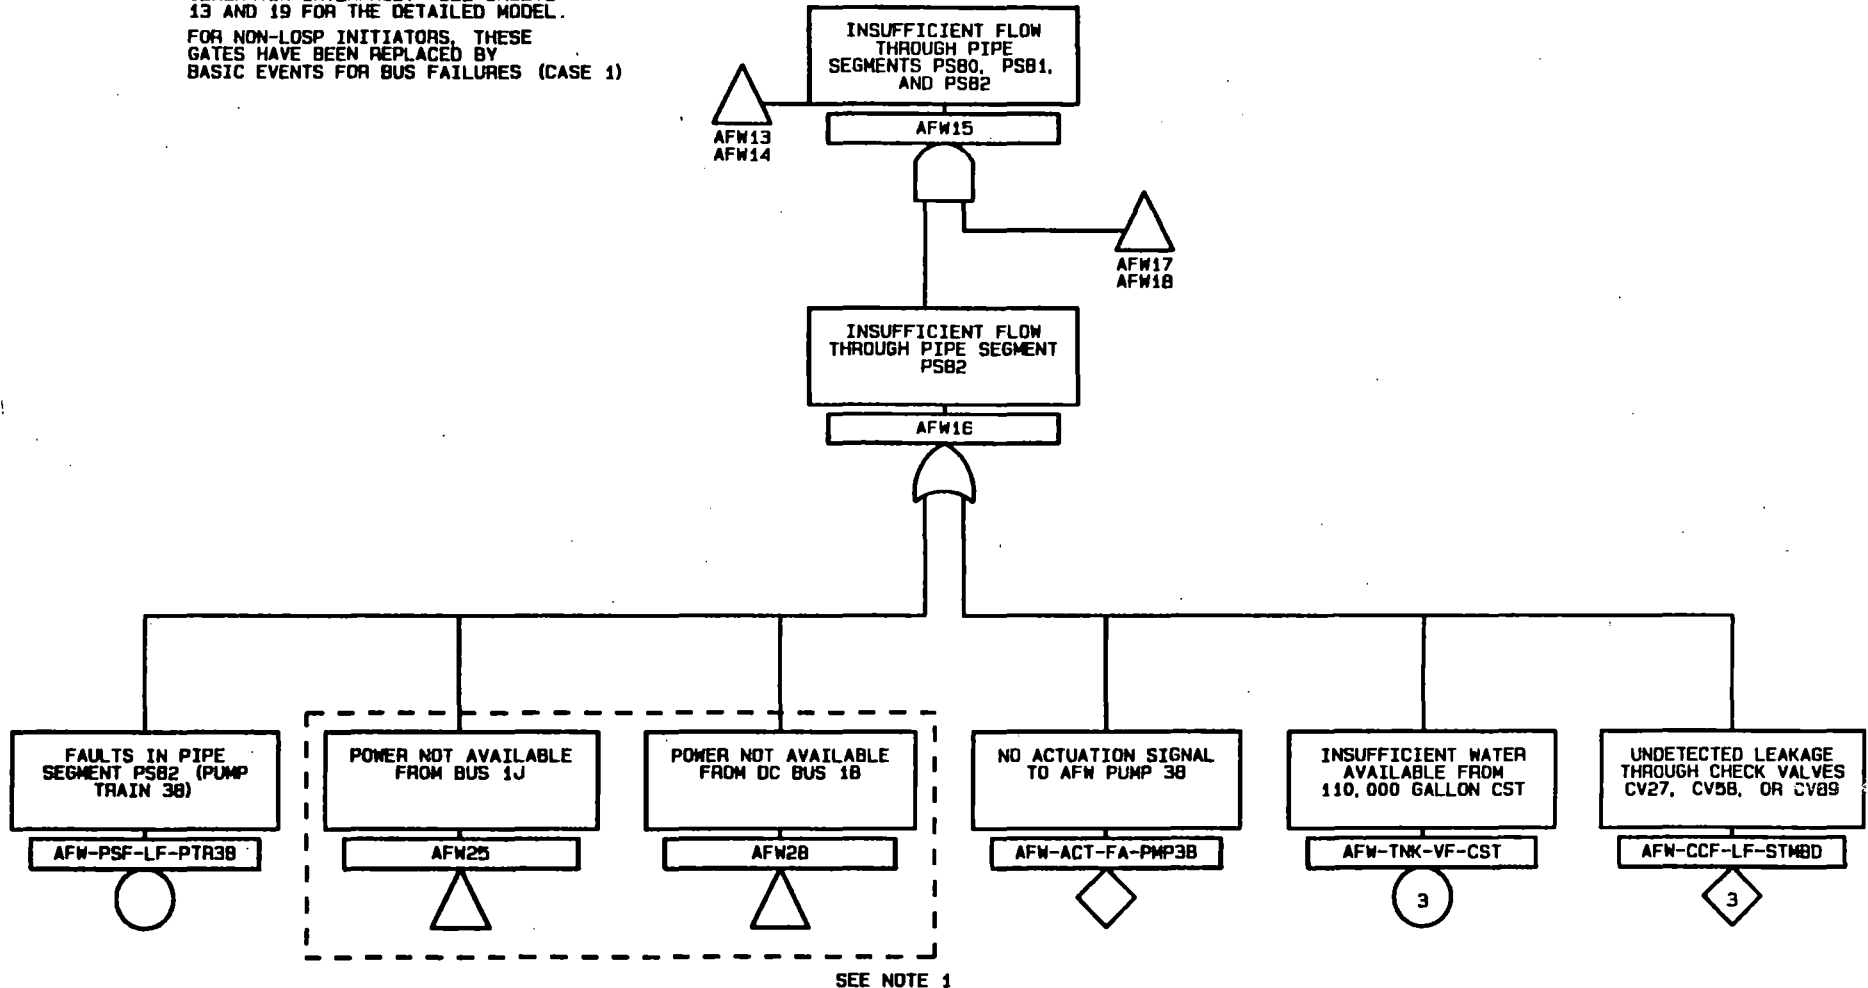 13 AND 19 FOR THE DETAILED MODEL.
FOR NON-LOSP INITIATORS, THESE
GATES HAVE BEEN REPLACED BY
BASIC EVENTS FOR BUS FAILURES (CASE 1)
INSUFFICIENT FLOW
THROUGH PIPE
SEGMENTS PS80, PS81,
AND PS82
AFW15
AFW13
AFW14
AFW17
AFW18
INSUFFICIENT FLOW
THROUGH PIPE SEGMENT
PS82
AFW16
FAULTS IN PIPE
SEGMENT PS82 (PUMP
TRAIN 3B)
AFW-PSF-LF-PTR3B
POWER NOT AVAILABLE
FROM BUS 1J
AFW25
POWER NOT AVAILABLE
FROM DC BUS 1B
AFW28
NO ACTUATION SIGNAL
TO AFW PUMP 3B
AFW-ACT-FA-PMP3B
INSUFFICIENT WATER
AVAILABLE FROM
110,000 GALLON CST
AFW-TNK-VF-CST
3
UNDETECTED LEAKAGE
THROUGH CHECK VALVES
CV27, CV58, OR CV89
AFW-CCF-LF-STMBD
3
SEE NOTE 1